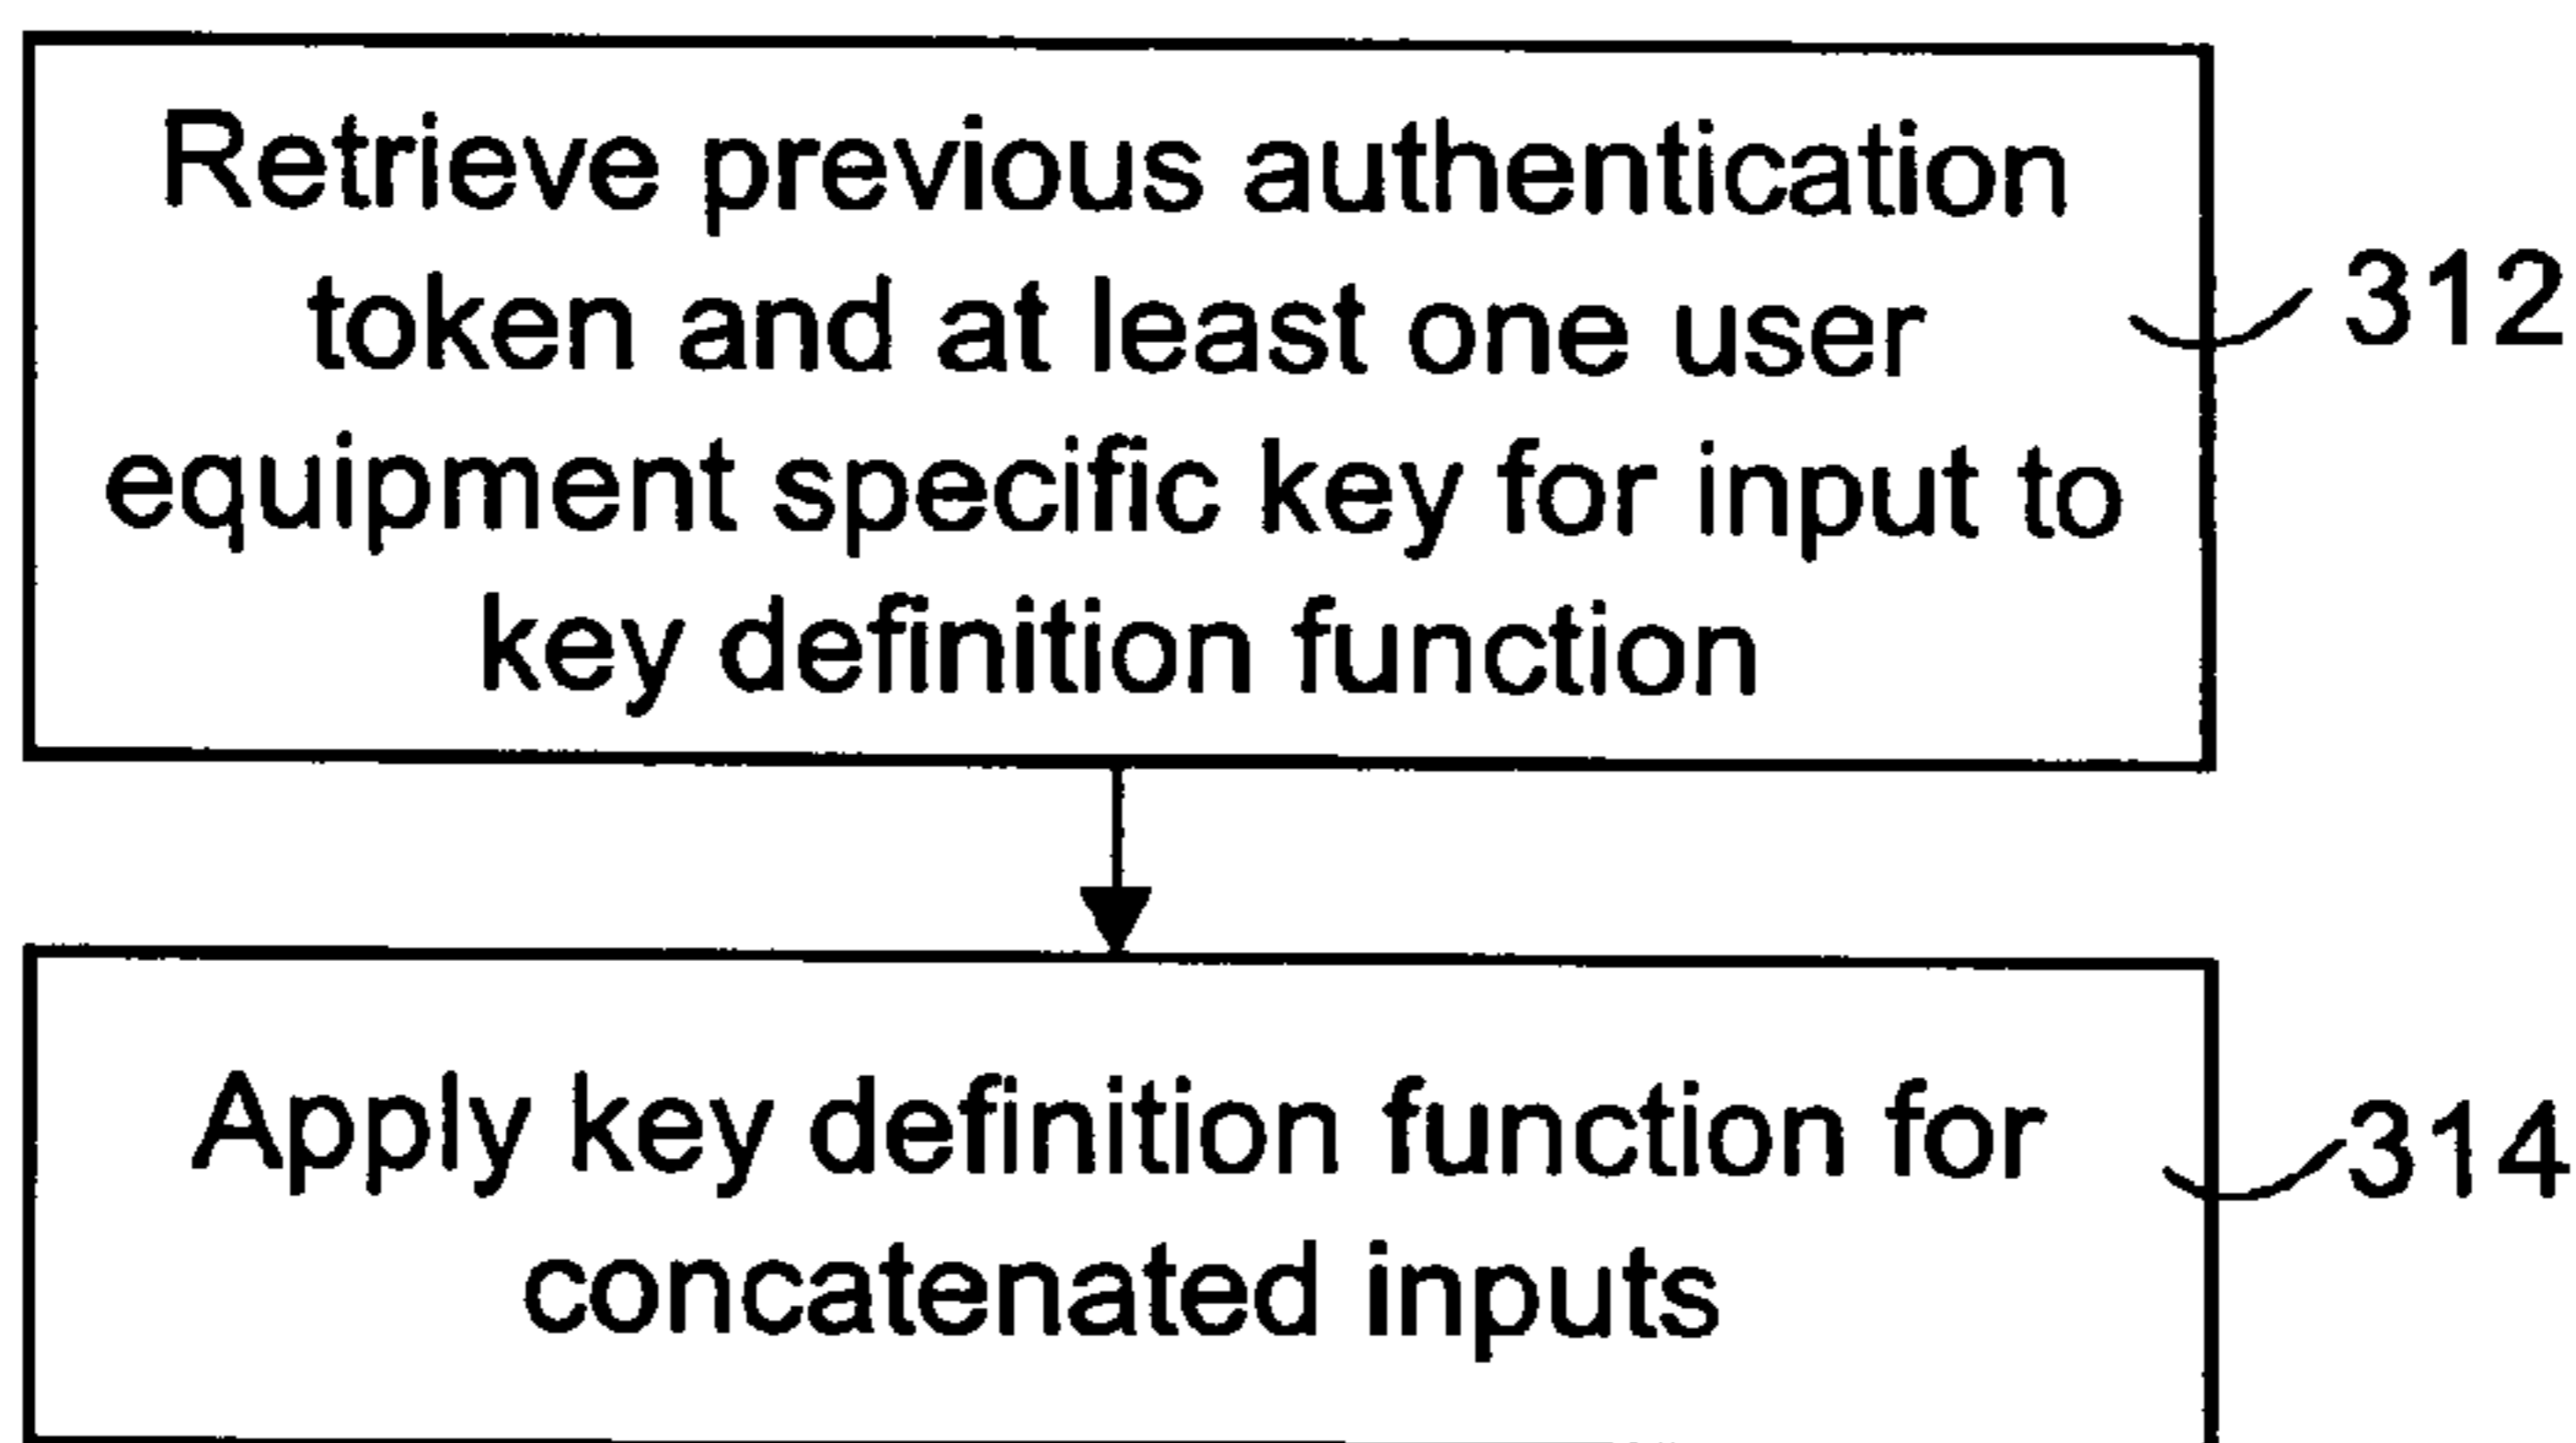 Retrieve previous authentication
token and at least one user
312
equipment specific key for input to
key definition function
Apply key definition function for
314
concatenated inputs